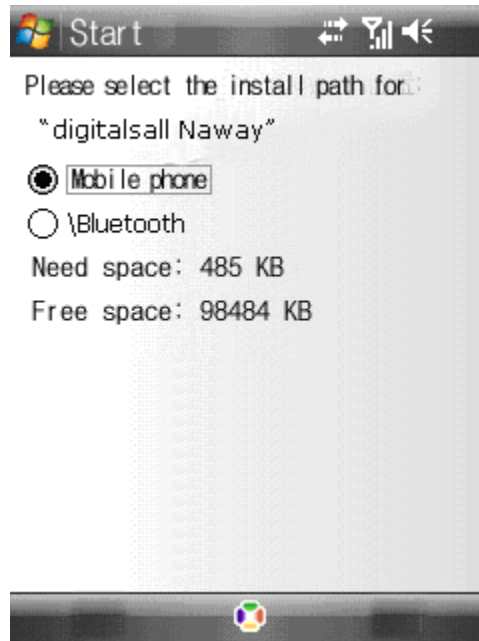 Start
Please select the install path for:
"digitalsall Naway"
Mobile phone
\Bluetooth
Need space: 485 KB
Free space: 98484 KB